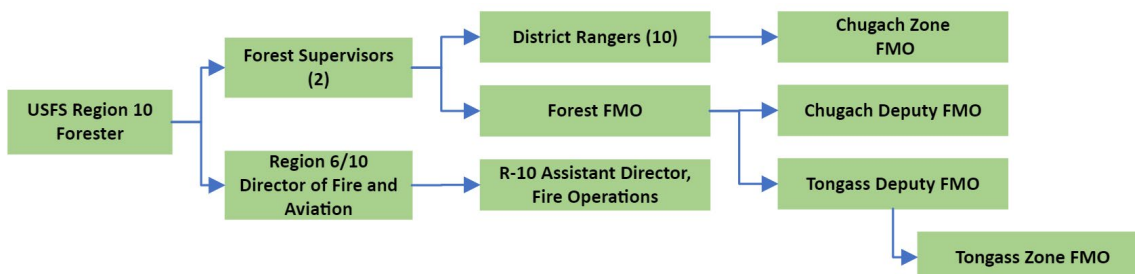 USFS Region 10
Forester
Forest Supervisors
(2)
Region 6/10
Director of Fire and
Aviation
District Rangers (10)
Forest FMO
R-10 Assistant Director,
Fire Operations
Chugach Zone
FMO
Chugach Deputy FMO
Tongass Deputy FMO
Tongass Zone FMO